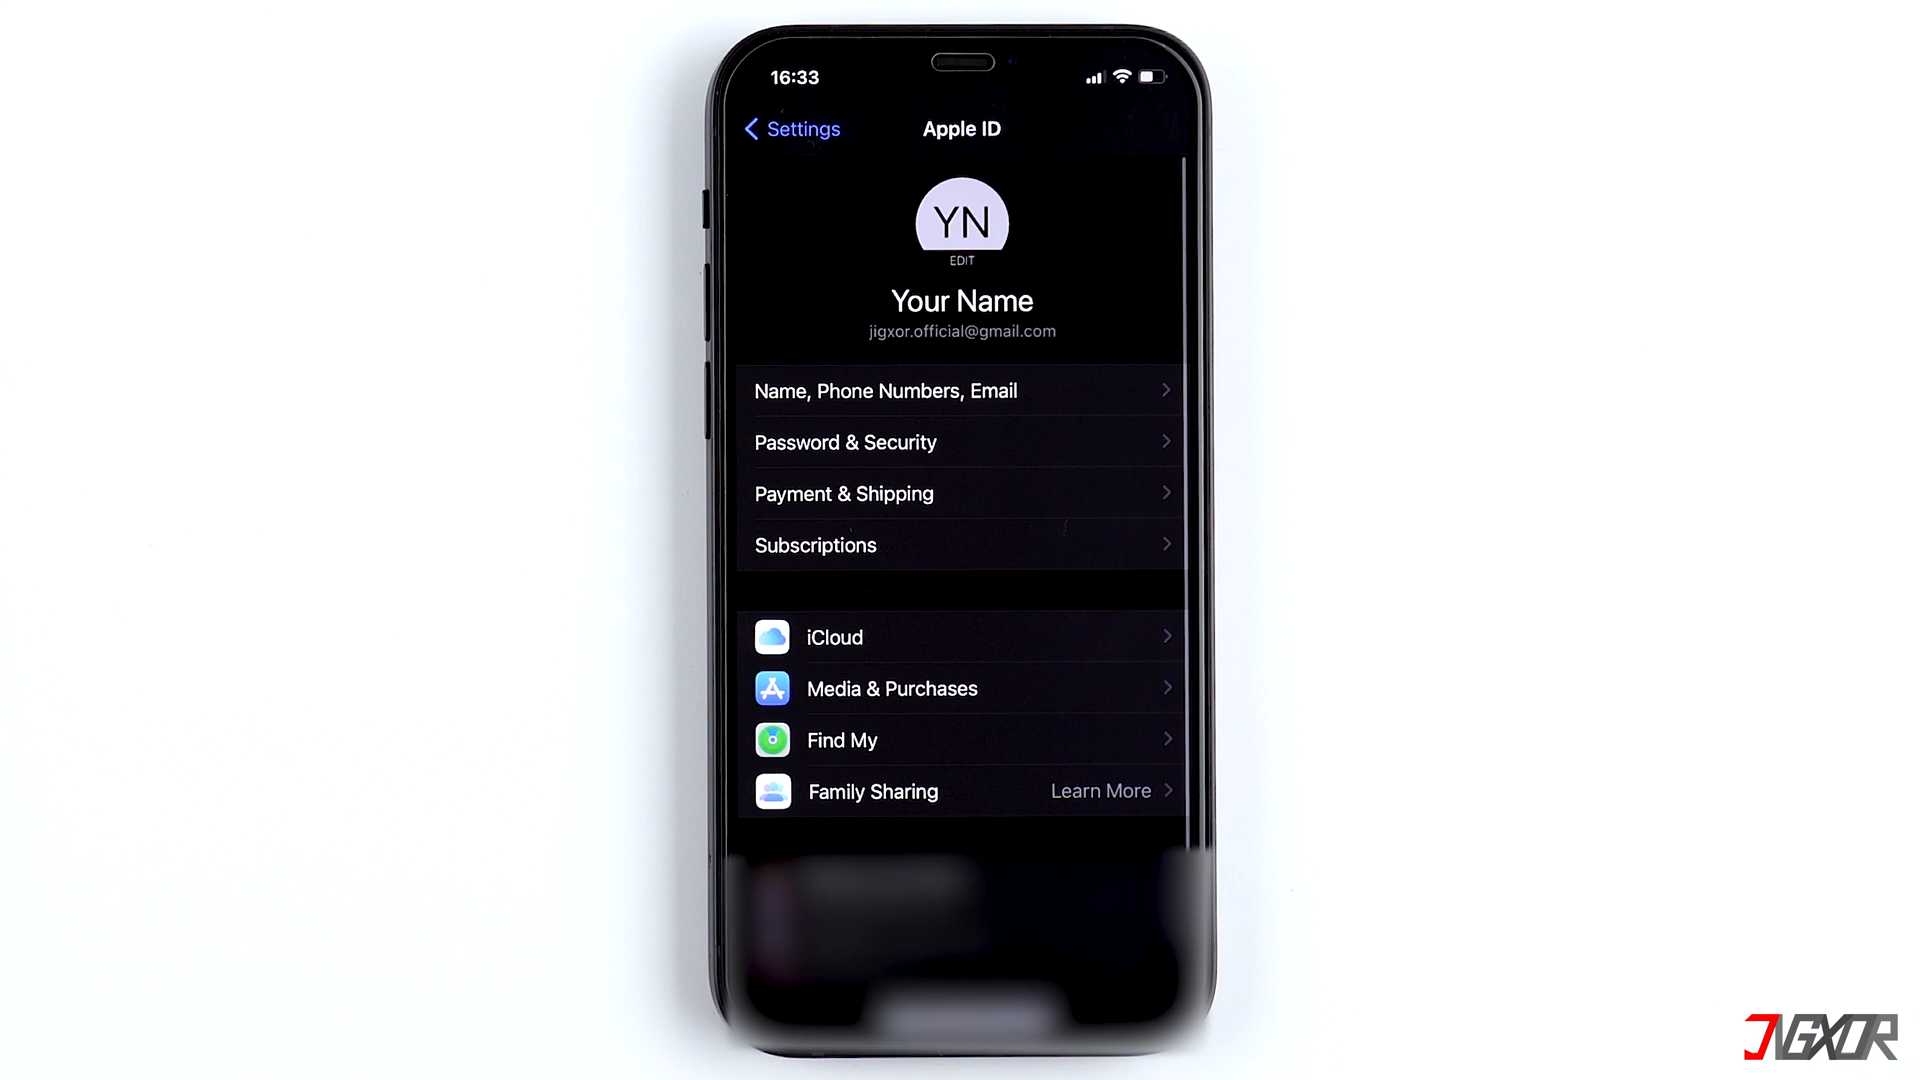 16:33
Settings
Apple ID
YN
EDIT
Your Name
jigxor.official@gmail.com
Name, Phone Numbers, Email
Password & Security
Payment & Shipping
Subscriptions
iCloud
Media & Purchases
Find My
Family Sharing Learn More
JIGXOR